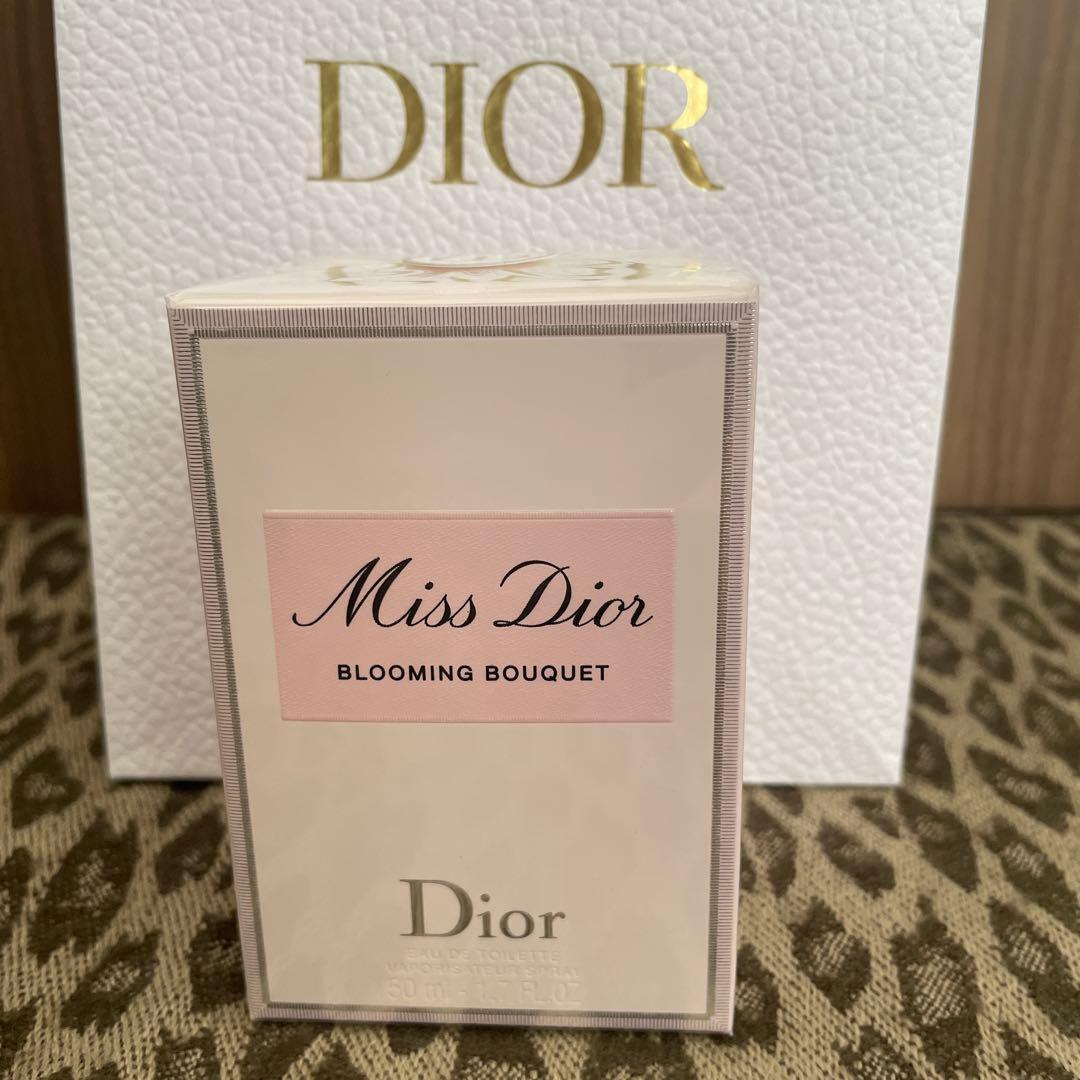 DIOR
Miss Dior
BLOOMING BOUQUET
Dior
EAU DE TOILETTE
VAPORISATEUR SPRAY
50 ml - 1.7 FL.OZ